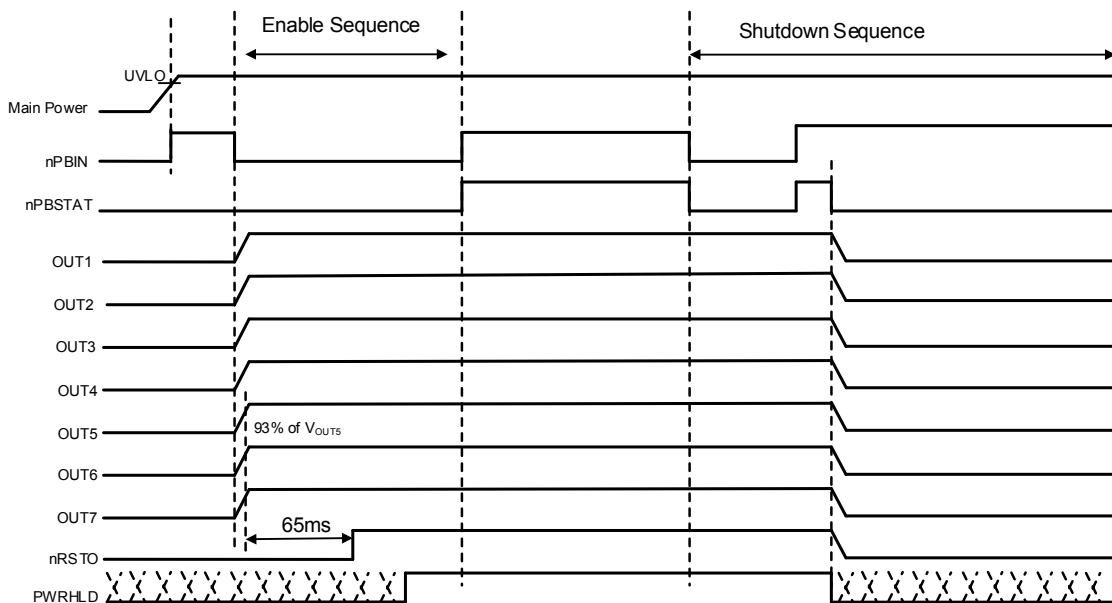 Enable Sequence
Shutdown Sequence
UVLO
Main Power
nPBIN
nPBSTAT
OUT1
OUT2
OUT3
OUT4
OUT5
93% of VOUT5
OUT6
OUT7
65ms
nRSTO
PWRHLD